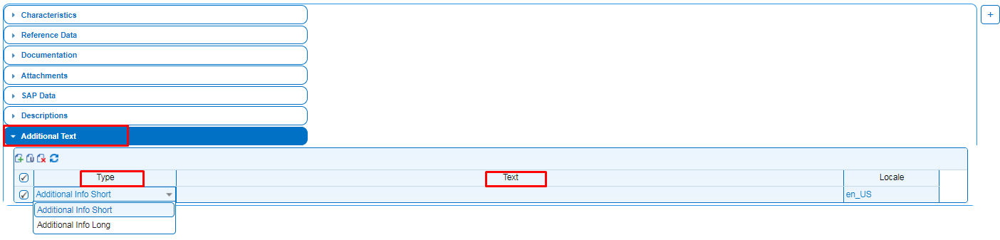 Characteristics
+
Reference Data
Documentation
Attachments
SAP Data
Descriptions
Additional Text
Type Text Locale
Additional Info Short en_US
Additional Info Short
Additional Info Long